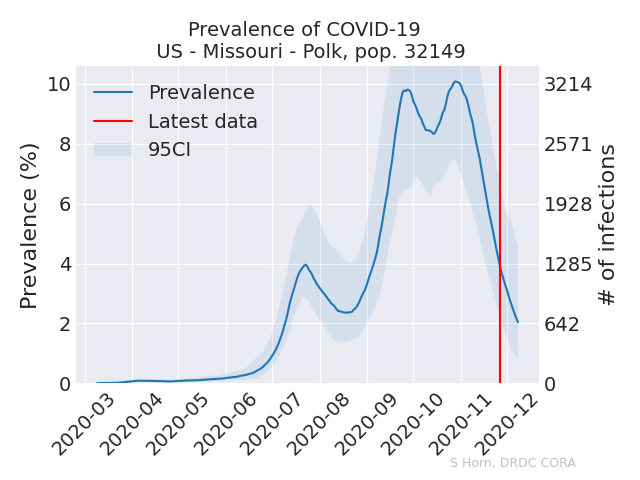 Prevalence of COVID-19
US - Missouri - Polk, pop. 32149
Prevalence
Latest data
95CI
Prevalence (%)
10
8
6
4
2
0
3214
2571
1928
1285
642
0
# of infections
2020-03
2020-04
2020-05
2020-06
2020-07
2020-08
2020-09
2020-10
2020-11
2020-12
S Horn, DRDC CORA